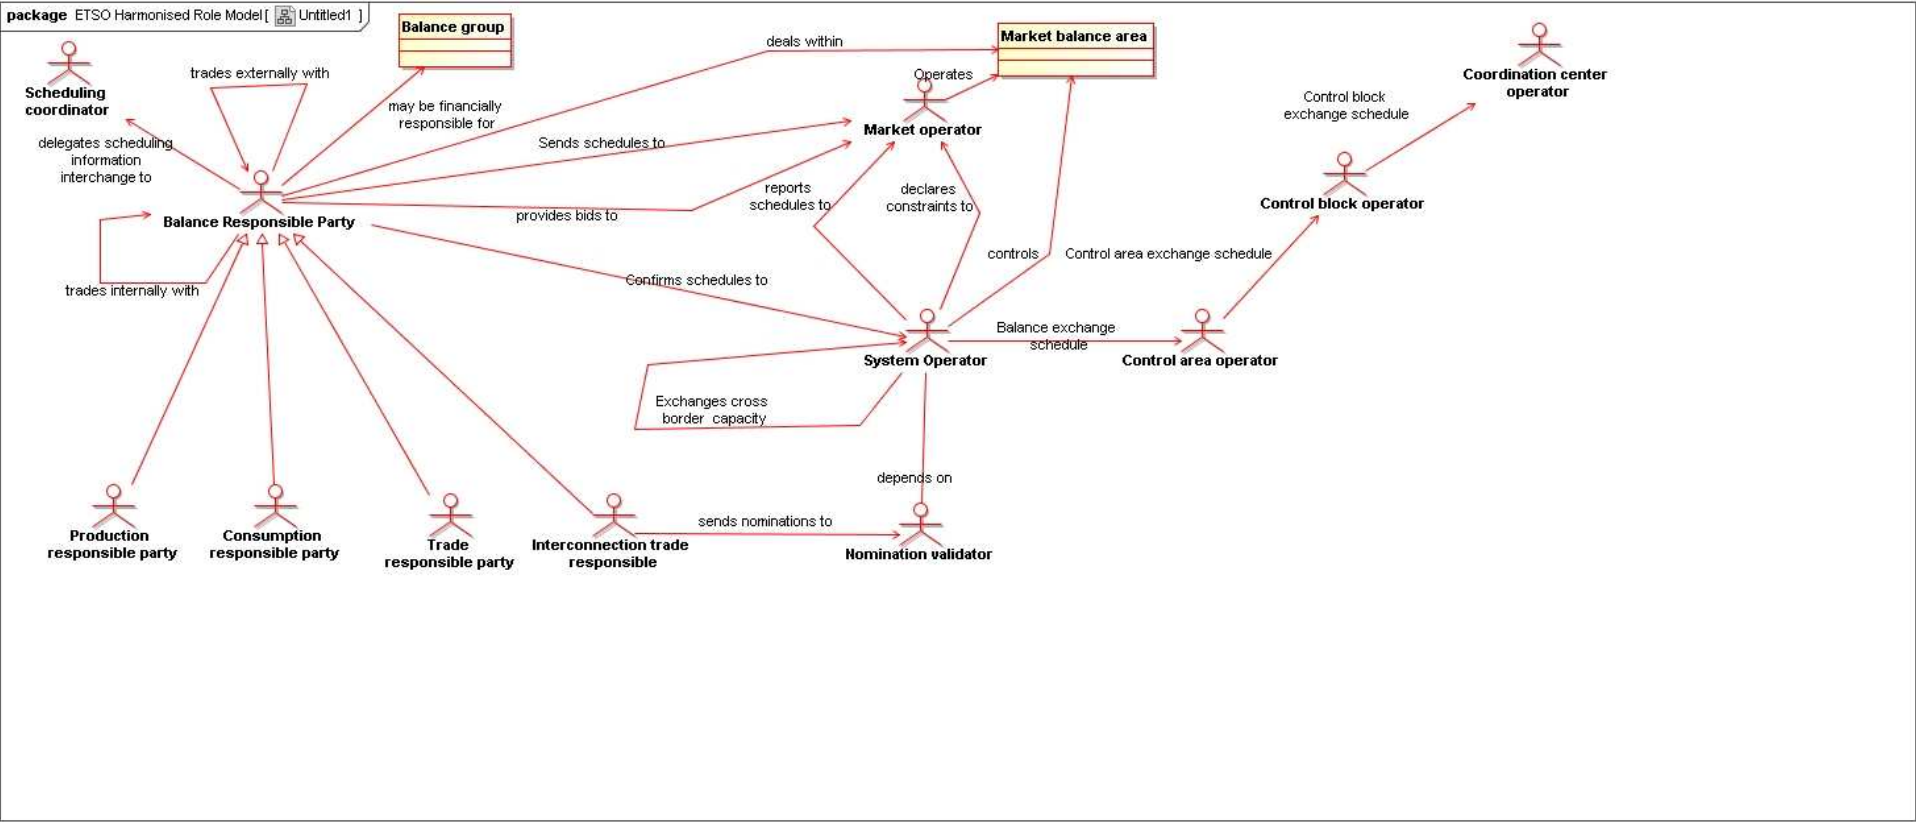 package ETSO Harmonised Role Model [ Untitled1 ]
Balance group
Market balance area
deals within
Scheduling
coordinator
trades externally with
Operates
Coordination center
operator
may be financially
responsible for
Control block
exchange schedule
Market operator
Sends schedules to
delegates scheduling
information
interchange to
reports
schedules to
declares
constraints to
Control block operator
Balance Responsible Party
provides bids to
controls
Control area exchange schedule
trades internally with
Confirms schedules to
Balance exchange
schedule
System Operator
Control area operator
Exchanges cross
border capacity
depends on
sends nominations to
Production
responsible party
Consumption
responsible party
Trade
responsible party
Interconnection trade
responsible
Nomination validator